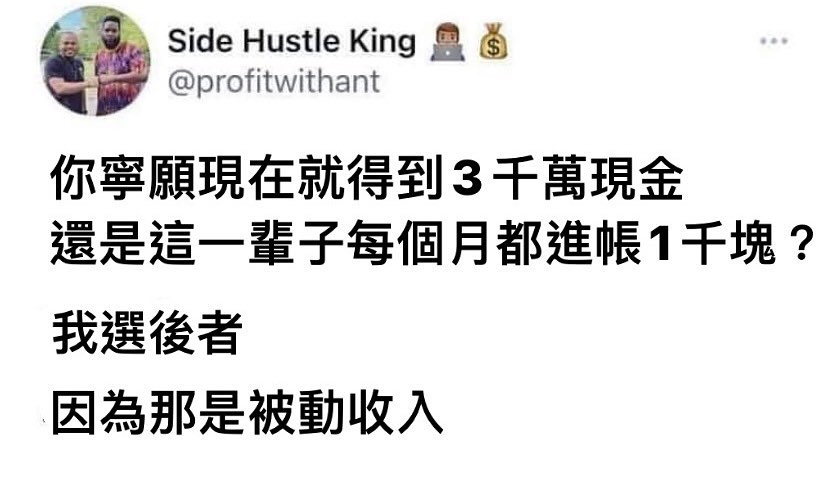 Side Hustle King 👨🏽‍💻 💰
@profitwithant
你寧願現在就得到3千萬現金
還是這一輩子每個月都進帳1千塊？
我選後者
因為那是被動收入